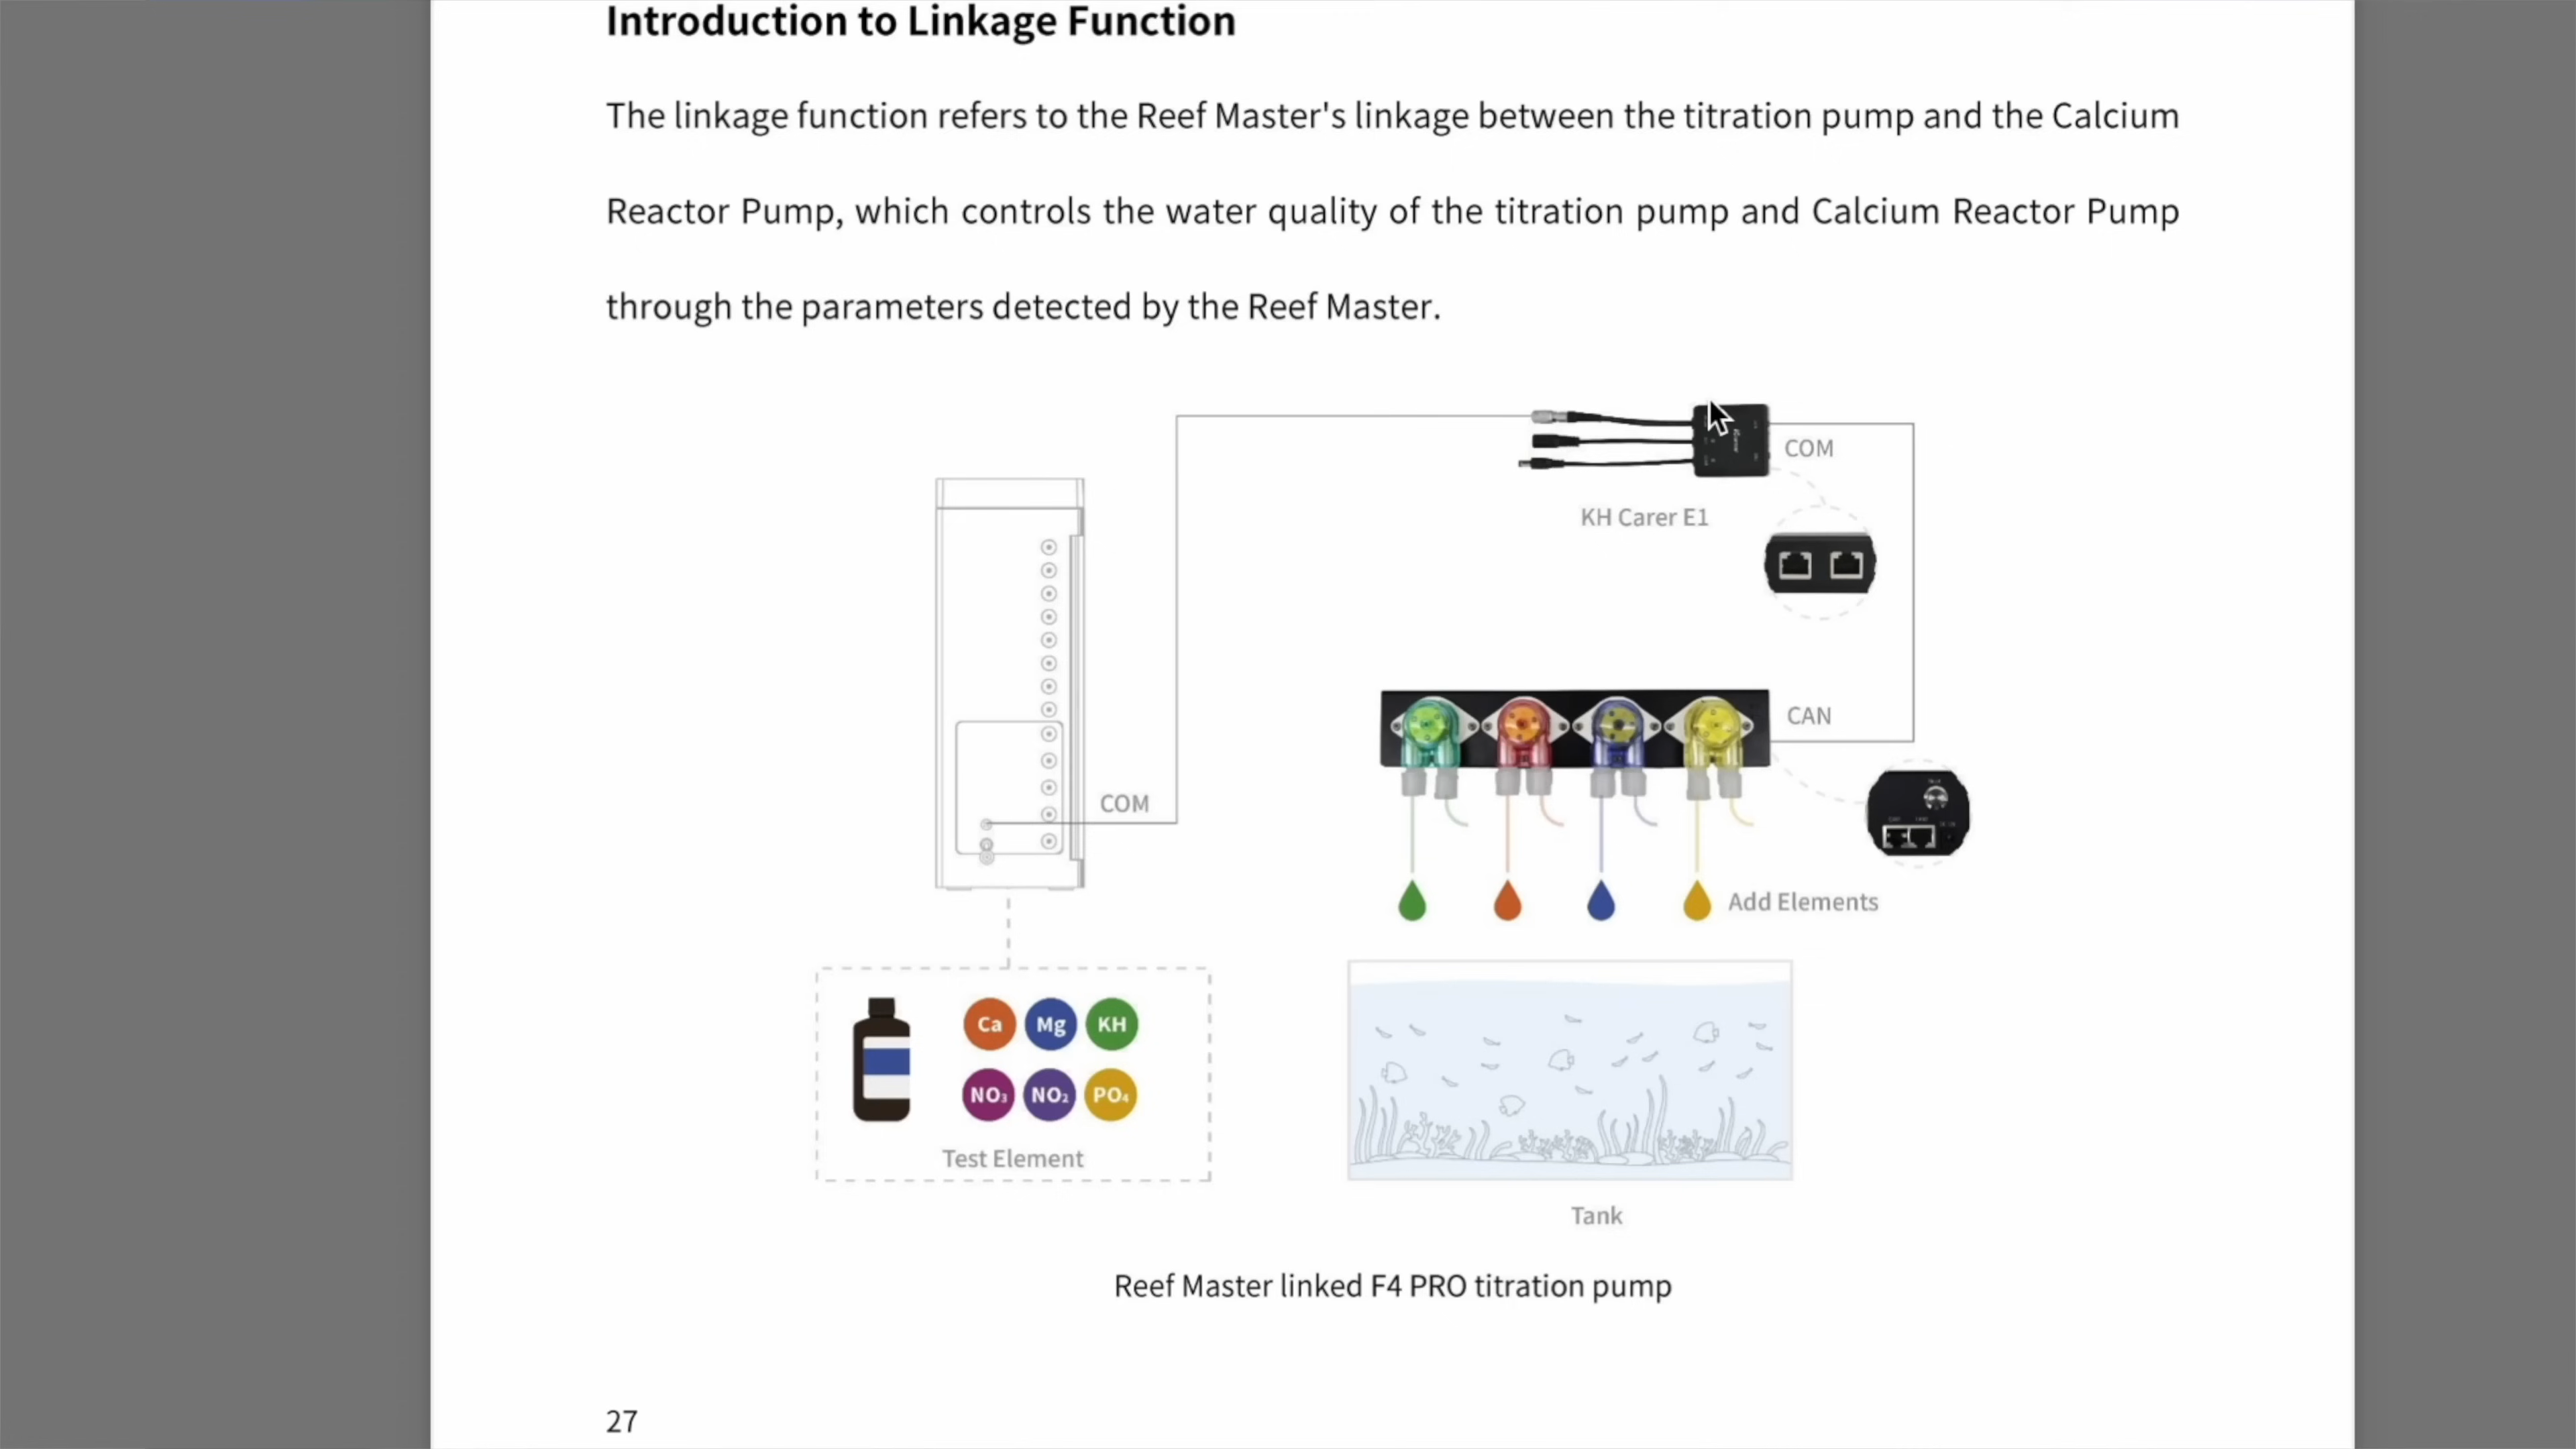 Introduction to Linkage Function
The linkage function refers to the Reef Master's linkage between the titration pump and the Calcium
Reactor Pump, which controls the water quality of the titration pump and Calcium Reactor Pump
through the parameters detected by the Reef Master.
COM
KH Carer E1
CAN
COM
Add Elements
Ca Mg KH
NO₃ NO₂ PO₄
Test Element
Tank
Reef Master linked F4 PRO titration pump
27